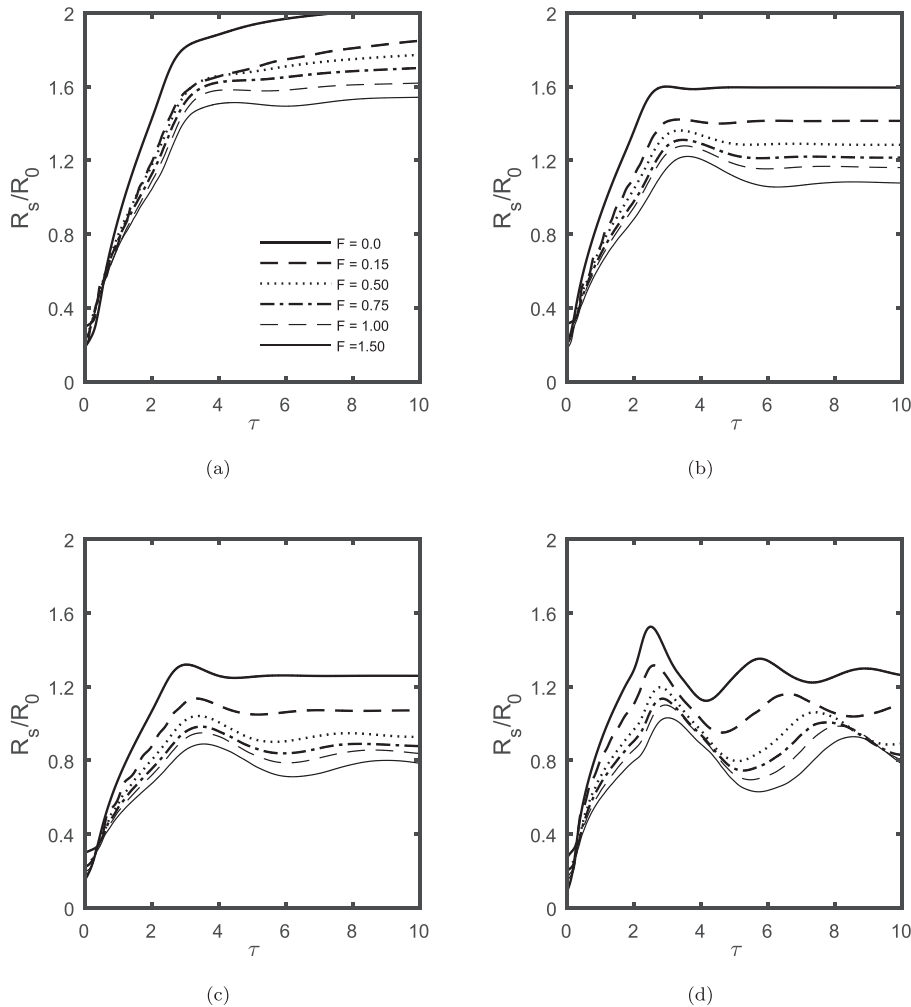 2
1.6
1.2
0.8
0.4
0
R_s/R_0
F = 0.0
F = 0.15
F = 0.50
F = 0.75
F = 1.00
F =1.50
0 2 4 6 8 10
τ
(a)
2
1.6
1.2
0.8
0.4
0
R_s/R_0
0 2 4 6 8 10
τ
(b)
2
1.6
1.2
0.8
0.4
0
R_s/R_0
0 2 4 6 8 10
τ
(c)
2
1.6
1.2
0.8
0.4
0
R_s/R_0
0 2 4 6 8 10
τ
(d)